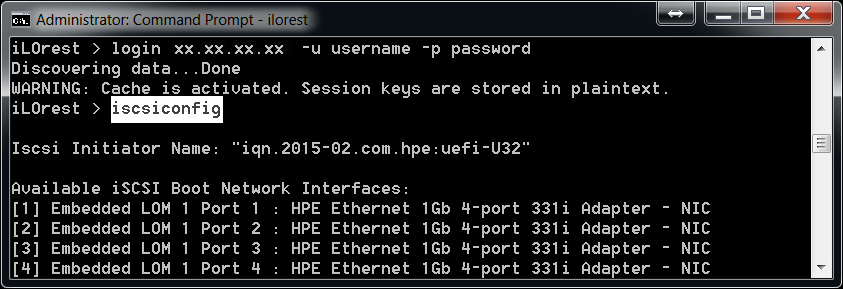 Administrator: Command Prompt - ilorest
iLOrest > login xx.xx.xx.xx  -u username -p password
Discovering data...Done
WARNING: Cache is activated. Session keys are stored in plaintext.
iLOrest > iscsiconfig
Iscsi Initiator Name: "iqn.2015-02.com.hpe:uefi-U32"
Available iSCSI Boot Network Interfaces:
[1] Embedded LOM 1 Port 1 : HPE Ethernet 1Gb 4-port 331i Adapter - NIC
[2] Embedded LOM 1 Port 2 : HPE Ethernet 1Gb 4-port 331i Adapter - NIC
[3] Embedded LOM 1 Port 3 : HPE Ethernet 1Gb 4-port 331i Adapter - NIC
[4] Embedded LOM 1 Port 4 : HPE Ethernet 1Gb 4-port 331i Adapter - NIC